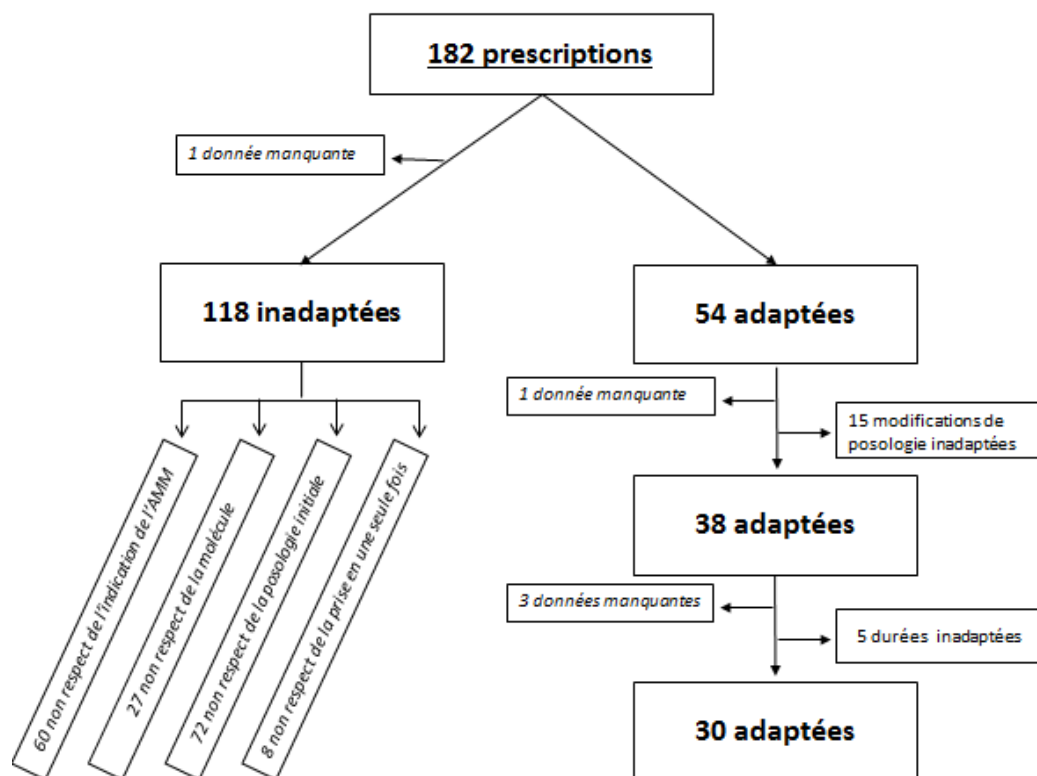 182 prescriptions
1 donnée manquante
118 inadaptées
54 adaptées
1 donnée manquante
15 modifications de
posologie inadaptées
60 non respect de l'indication de l'AMM
27 non respect de la molécule
72 non respect de la posologie initiale
8 non respect de la prise en une seule fois
38 adaptées
3 données manquantes
5 durées inadaptées
30 adaptées